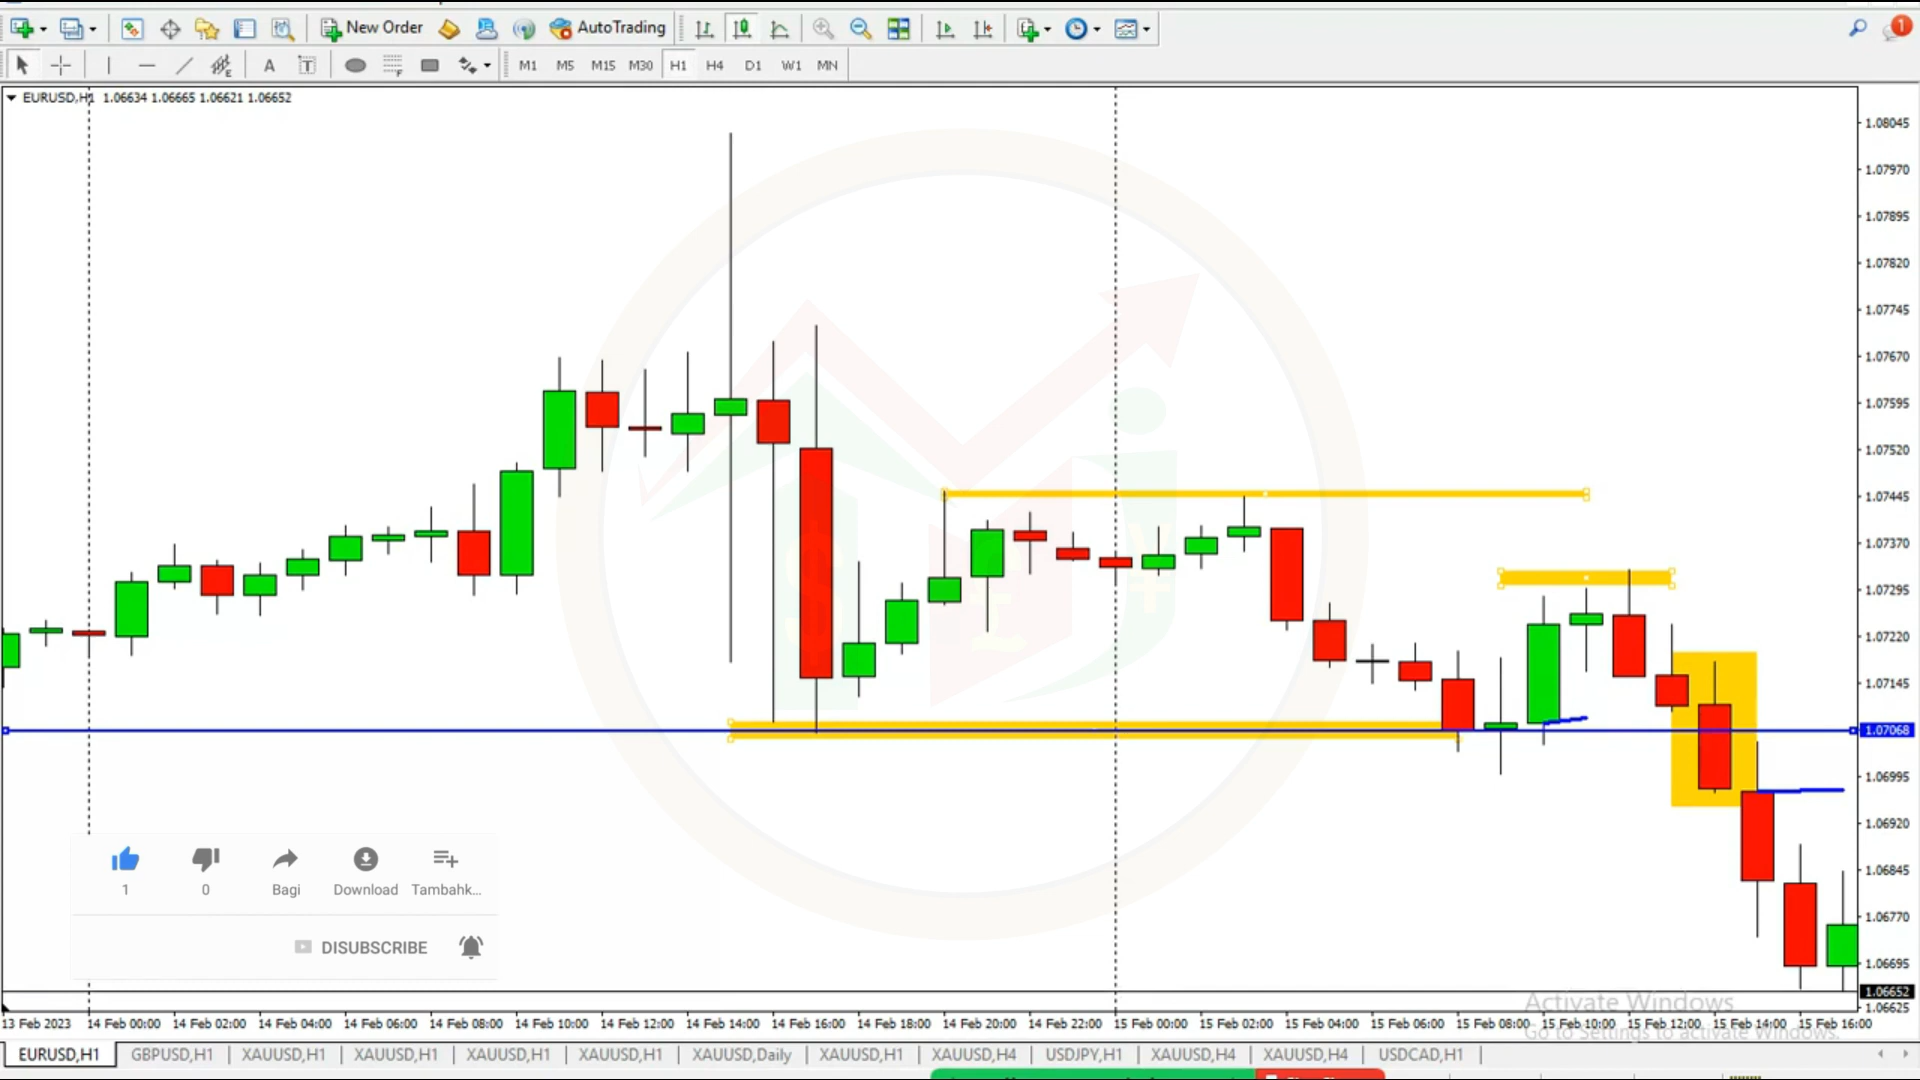 New Order AutoTrading 1
A T E F M1 M5 M15 M30 H1 H4 D1 W1 MN
EURUSD,H1 1.06634 1.06665 1.06621 1.06652
1.08045
1.07970
1.07895
1.07820
1.07745
1.07670
1.07595
1.07520
1.07445
1.07370
1.07295
1.07220
1.07145
1.07068
1.06995
1.06920
1.06845
1.06770
1.06695
1.06652
1.06625
1 0 Bagi Download Tambahk...
DISUBSCRIBE
Activate Windows
Go to Settings to activate Windows.
13 Feb 2023 14 Feb 00:00 14 Feb 02:00 14 Feb 04:00 14 Feb 06:00 14 Feb 08:00 14 Feb 10:00 14 Feb 12:00 14 Feb 14:00 14 Feb 16:00 14 Feb 18:00 14 Feb 20:00 14 Feb 22:00 15 Feb 00:00 15 Feb 02:00 15 Feb 04:00 15 Feb 06:00 15 Feb 08:00 15 Feb 10:00 15 Feb 12:00 15 Feb 14:00 15 Feb 16:00
EURUSD,H1 GBPUSD,H1 XAUUSD,H1 XAUUSD,H1 XAUUSD,H1 XAUUSD,H1 XAUUSD,Daily XAUUSD,H1 XAUUSD,H4 USDJPY,H1 XAUUSD,H4 XAUUSD,H4 USDCAD,H1